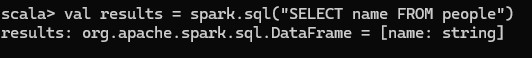 scala> val results = spark.sql("SELECT name FROM people")
results: org.apache.spark.sql.DataFrame = [name: string]